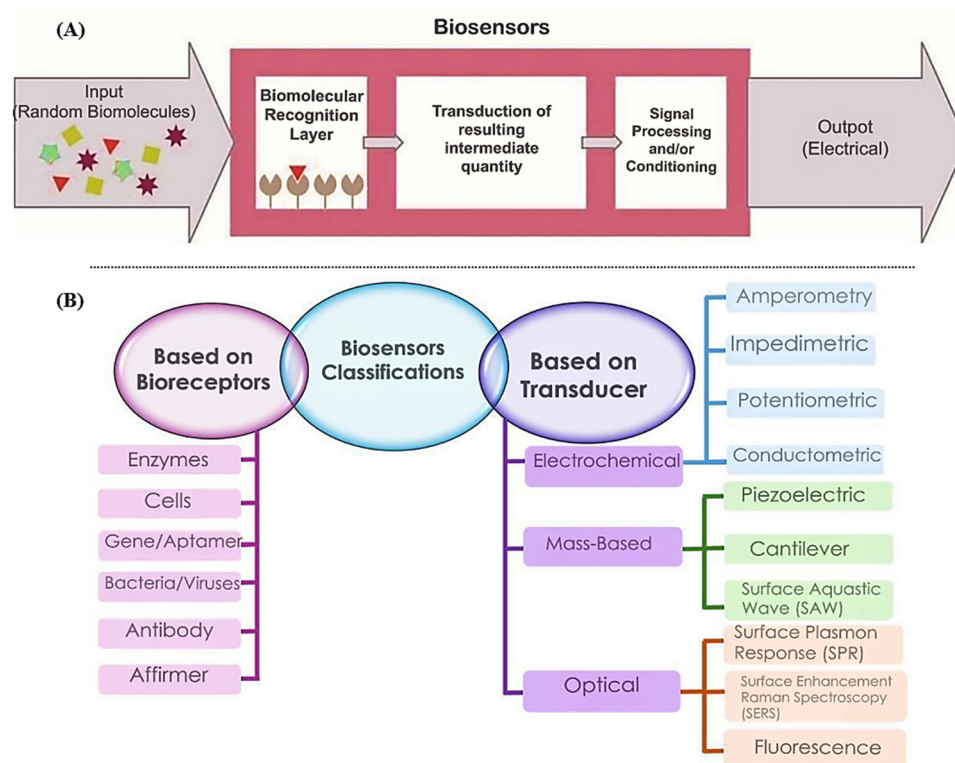 (A)
Biosensors
Input
(Random Biomolecules)
Biomolecular
Recognition
Layer
Transduction of
resulting
intermediate
quantity
Signal
Processing
and/or
Conditioning
Outpot
(Electrical)
(B)
Based on
Bioreceptors
Biosensors
Classifications
Based on
Transducer
Enzymes
Cells
Gene/Aptamer
Bacteria/Viruses
Antibody
Affirmer
Electrochemical
Amperometry
Impedimetric
Potentiometric
Conductometric
Mass-Based
Piezoelectric
Cantilever
Surface Aquastic
Wave (SAW)
Optical
Surface Plasmon
Response (SPR)
Surface Enhancement
Raman Spectroscopy
(SERS)
Fluorescence